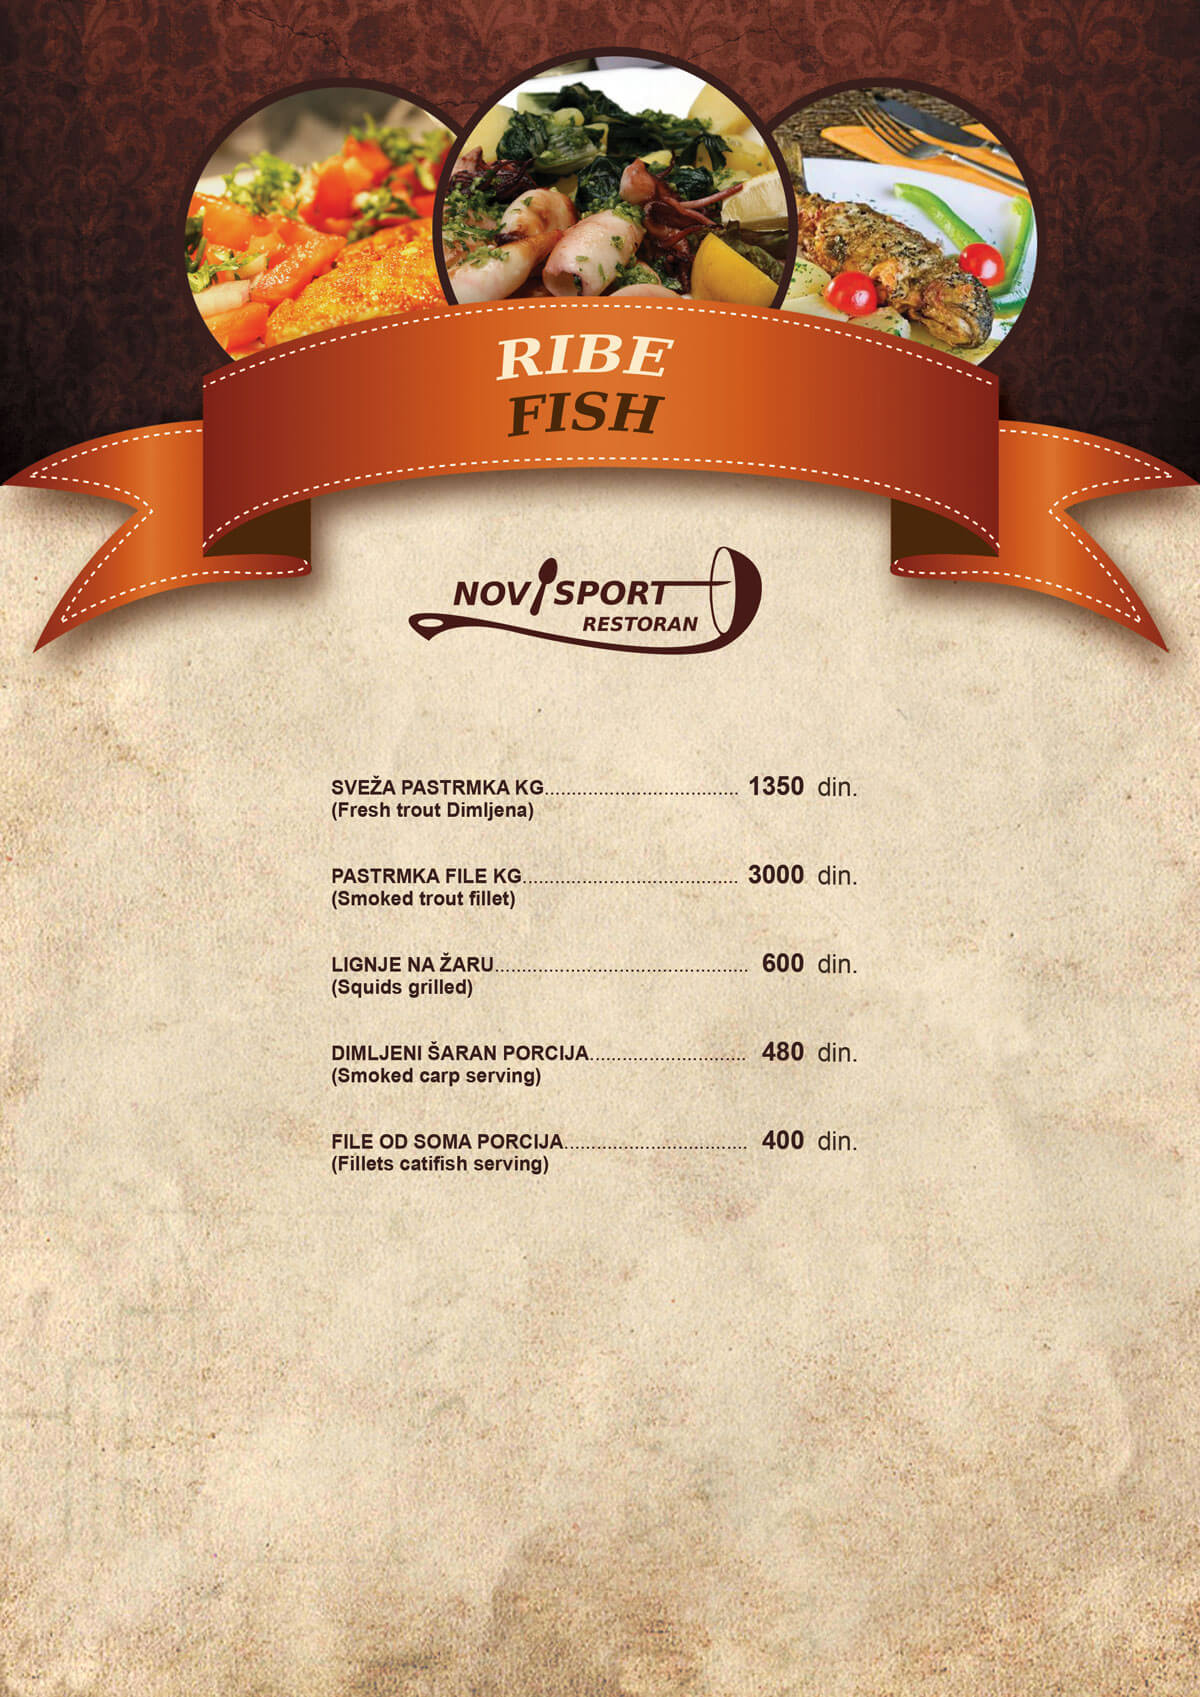 RIBE
FISH
NOVI SPORT
RESTORAN
SVEŽA PASTRMKA KG..................................... 1350 din.
(Fresh trout Dimljena)
PASTRMKA FILE KG......................................... 3000 din.
(Smoked trout fillet)
LIGNJE NA ŽARU................................................ 600 din.
(Squids grilled)
DIMLJENI ŠARAN PORCIJA............................. 480 din.
(Smoked carp serving)
FILE OD SOMA PORCIJA.................................. 400 din.
(Fillets catifish serving)